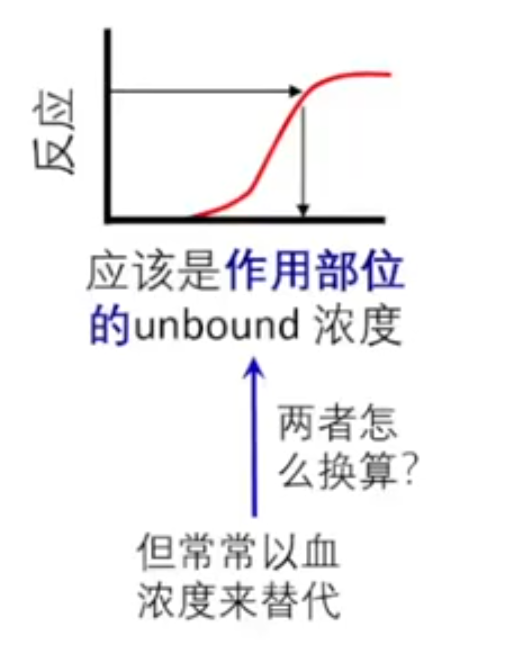 反应
应该是作用部位
的unbound 浓度
两者怎
么换算？
但常常以血
浓度来替代